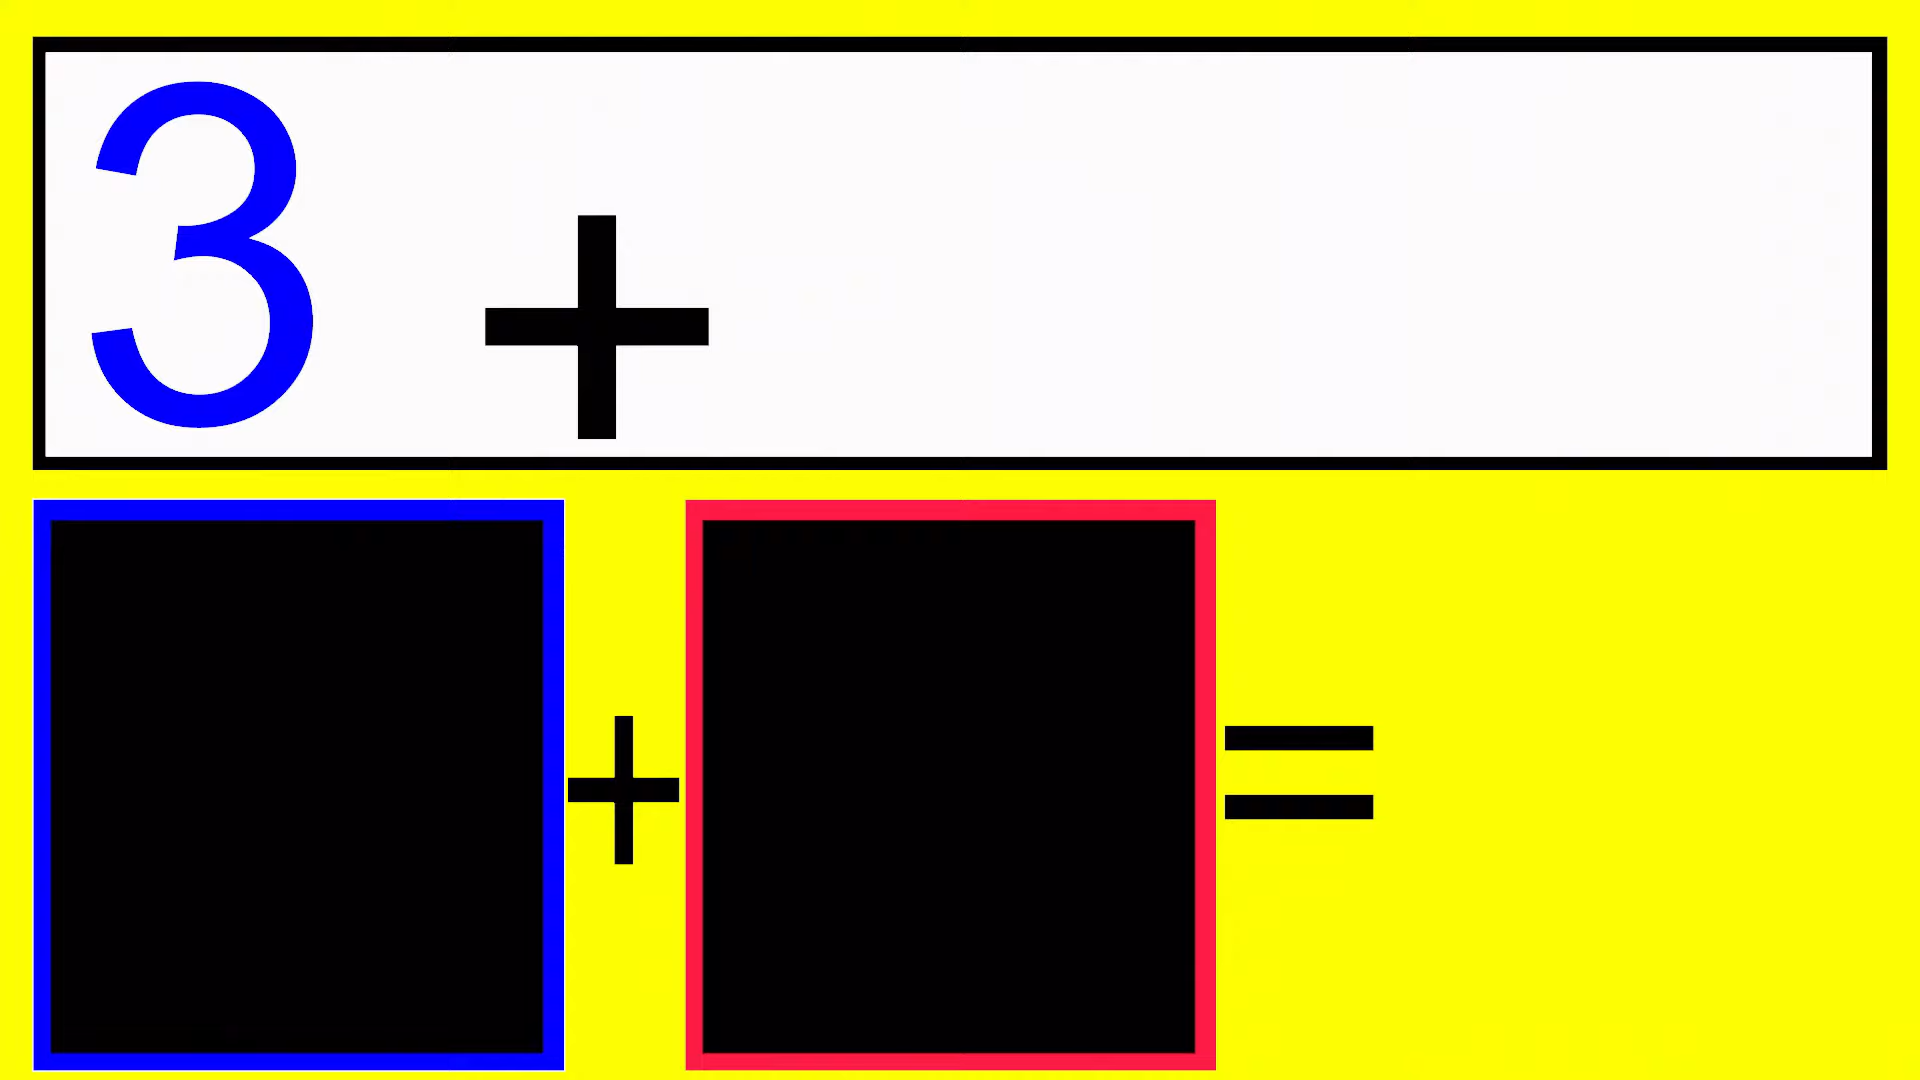 3 +
+ =